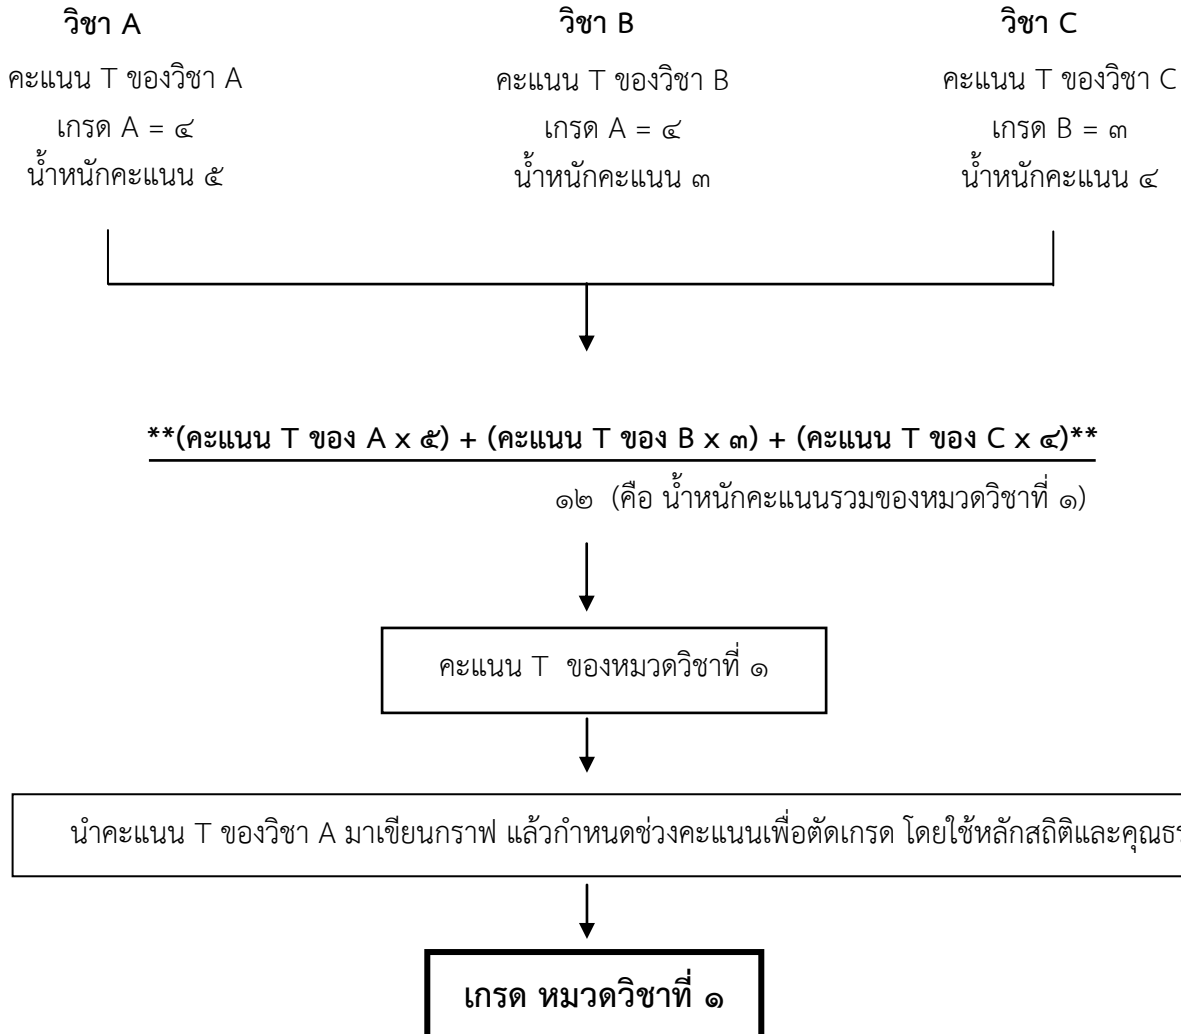 วิชา A
วิชา B
วิชา C
คะแนน T ของวิชา A
คะแนน T ของวิชา B
คะแนน T ของวิชา C
เกรด A = ๔
เกรด A = ๔
เกรด B = ๓
น้ำหนักคะแนน ๕
น้ำหนักคะแนน ๓
น้ำหนักคะแนน ๔
**(คะแนน T ของ A x ๕) + (คะแนน T ของ B x ๓) + (คะแนน T ของ C x ๔)**
๑๒ (คือ น้ำหนักคะแนนรวมของหมวดวิชาที่ ๑)
คะแนน T ของหมวดวิชาที่ ๑
นำคะแนน T ของวิชา A มาเขียนกราฟ แล้วกำหนดช่วงคะแนนเพื่อตัดเกรด โดยใช้หลักสถิติและ
เกรด หมวดวิชาที่ ๑